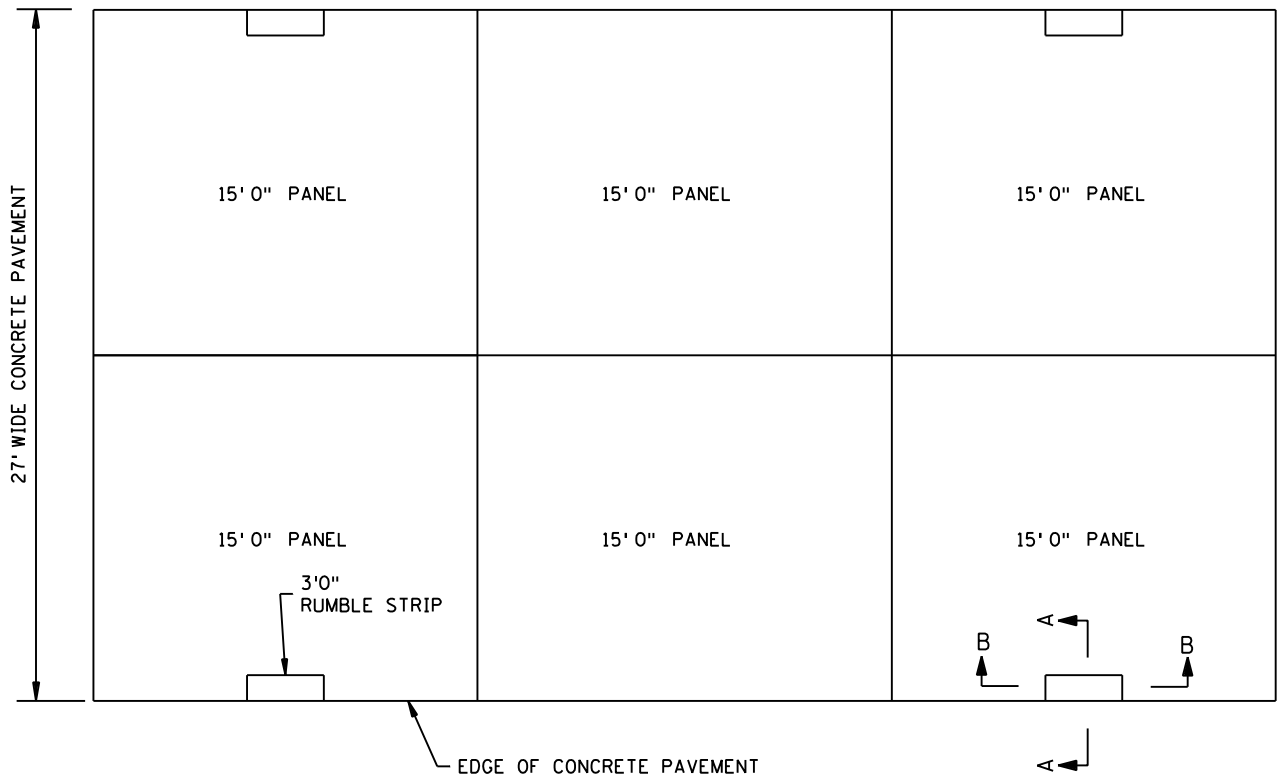 15' 0" PANEL
15' 0" PANEL
15' 0" PANEL
27' WIDE CONCRETE PAVEMENT
15' 0" PANEL
15' 0" PANEL
15' 0" PANEL
3'0"
RUMBLE STRIP
A
B
B
EDGE OF CONCRETE PAVEMENT
A